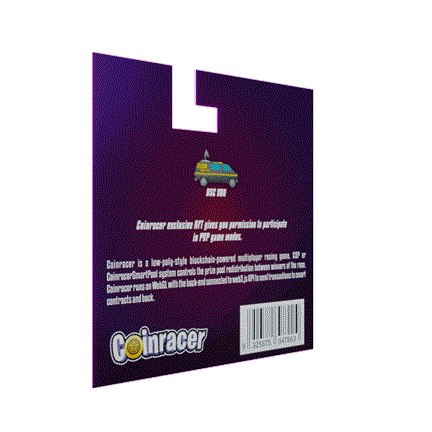 BSC VAN
Coinracer exclusive NFT gives you permission to participate
in PVP game modes.
Coinracer is a low-poly-style blockchain-powered multiplayer racing game. CSP or
CoinracerSmartPool system controls the prize pool redistribution between winners of the race.
Coinracer runs on WebGL with the back-end connected to web3.js API to send transactions to smart
contracts and back.
Coinracer
9 325675 047863